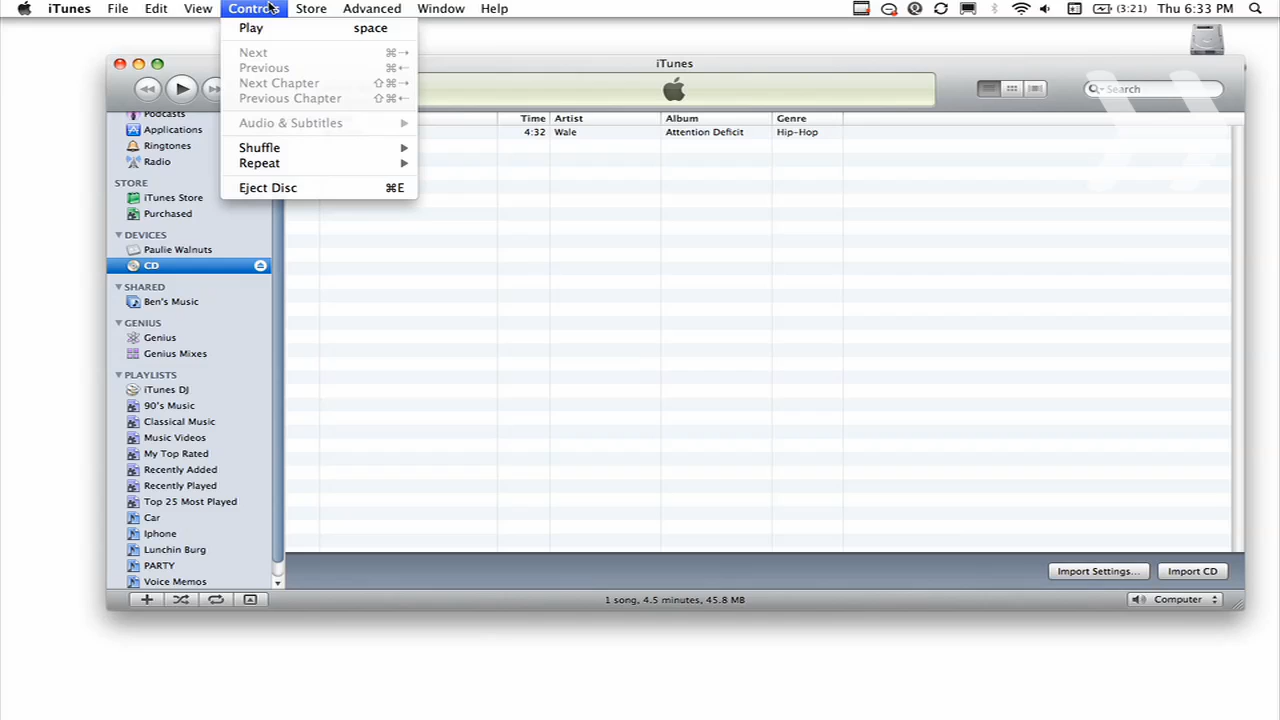 iTunes File Edit View Controls Store Advanced Window Help (3:21) Thu 6:33 PM
Play space
Next ⌘→
Previous ⌘←
Next Chapter ⇧⌘→
Previous Chapter ⇧⌘←
Audio & Subtitles
Shuffle
Repeat
Eject Disc ⌘E
iTunes
Search
Time Artist Album Genre
4:32 Wale Attention Deficit Hip-Hop
Podcasts
Applications
Ringtones
Radio
STORE
iTunes Store
Purchased
DEVICES
Paulie Walnuts
CD
SHARED
Ben's Music
GENIUS
Genius
Genius Mixes
PLAYLISTS
iTunes DJ
90's Music
Classical Music
Music Videos
My Top Rated
Recently Added
Recently Played
Top 25 Most Played
Car
Iphone
Lunchin Burg
PARTY
Voice Memos
Import Settings... Import CD
1 song, 4.5 minutes, 45.8 MB
Computer